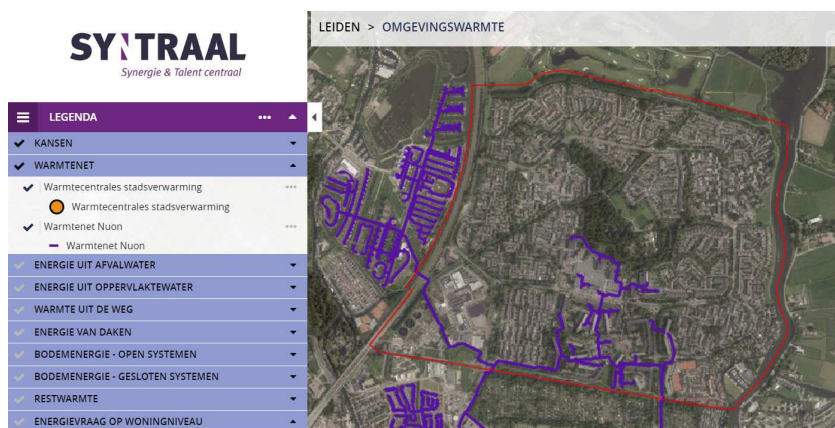 SYNTRAAL
Synergie & Talent centraal
LEIDEN > OMGEVINGSWARMTE
LEGENDA
KANSEN
WARMTENET
Warmtecentrales stadsverwarming
Warmtecentrales stadsverwarming
Warmtenet Nuon
Warmtenet Nuon
ENERGIE UIT AFVALWATER
ENERGIE UIT OPPERVLAKTEWATER
WARMTE UIT DE WEG
ENERGIE VAN DAKEN
BODEMENERGIE - OPEN SYSTEMEN
BODEMENERGIE - GESLOTEN SYSTEMEN
RESTWARMTE
ENERGIEVRAAG OP WONINGNIVEAU